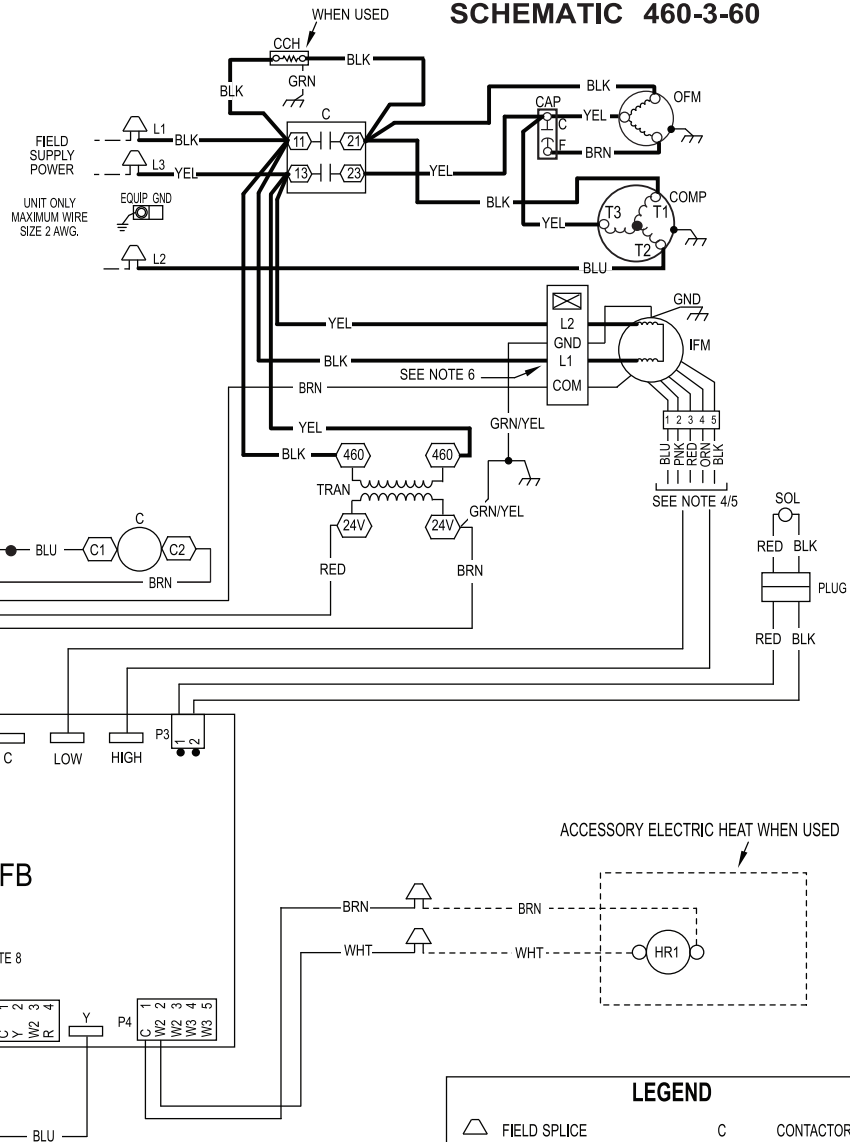 SCHEMATIC 460-3-60
WHEN USED
CCH
BLK
BLK
GRN
C
11
21
13
23
FIELD
SUPPLY
POWER
L1
BLK
L3
YEL
UNIT ONLY
MAXIMUM WIRE
SIZE 2 AWG.
EQUIP GND
L2
BLK
OFM
CAP
YEL
C
F
BRN
YEL
BLK
COMP
T3
T1
YEL
T2
BLU
GND
YEL
L2
GND
IFM
BLK
L1
SEE NOTE 6
COM
BRN
GRN/YEL
1 2 3 4 5
BLU
PNK
RED
ORN
BLK
SEE NOTE 4/5
YEL
BLK
460
460
TRAN
24V
24V
GRN/YEL
RED
BRN
C
BLU
C1
C2
BRN
SOL
RED BLK
PLUG
RED BLK
P3
1
2
C
LOW
HIGH
FB
TE 8
ACCESSORY ELECTRIC HEAT WHEN USED
BRN
BRN
WHT
WHT
HR1
1 2 3 4
C
Y
W2
R
Y
P4
1 2 3 4 5
C
W2
W2
W4
W3
BLU
LEGEND
FIELD SPLICE
C CONTACTOR